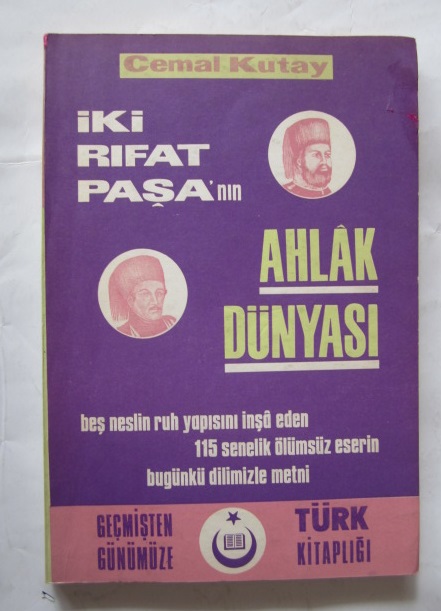 Cemal Kutay
iKi
RIFAT
PAŞA'nın
AHLÂK
DÜNYASI
beş neslin ruh yapısını inşâ eden
115 senelik ölümsüz eserin
bugünkü dilimizle metni
GEÇMİŞTEN
GÜNÜMÜZE
TÜRK
KİTAPLIĞI